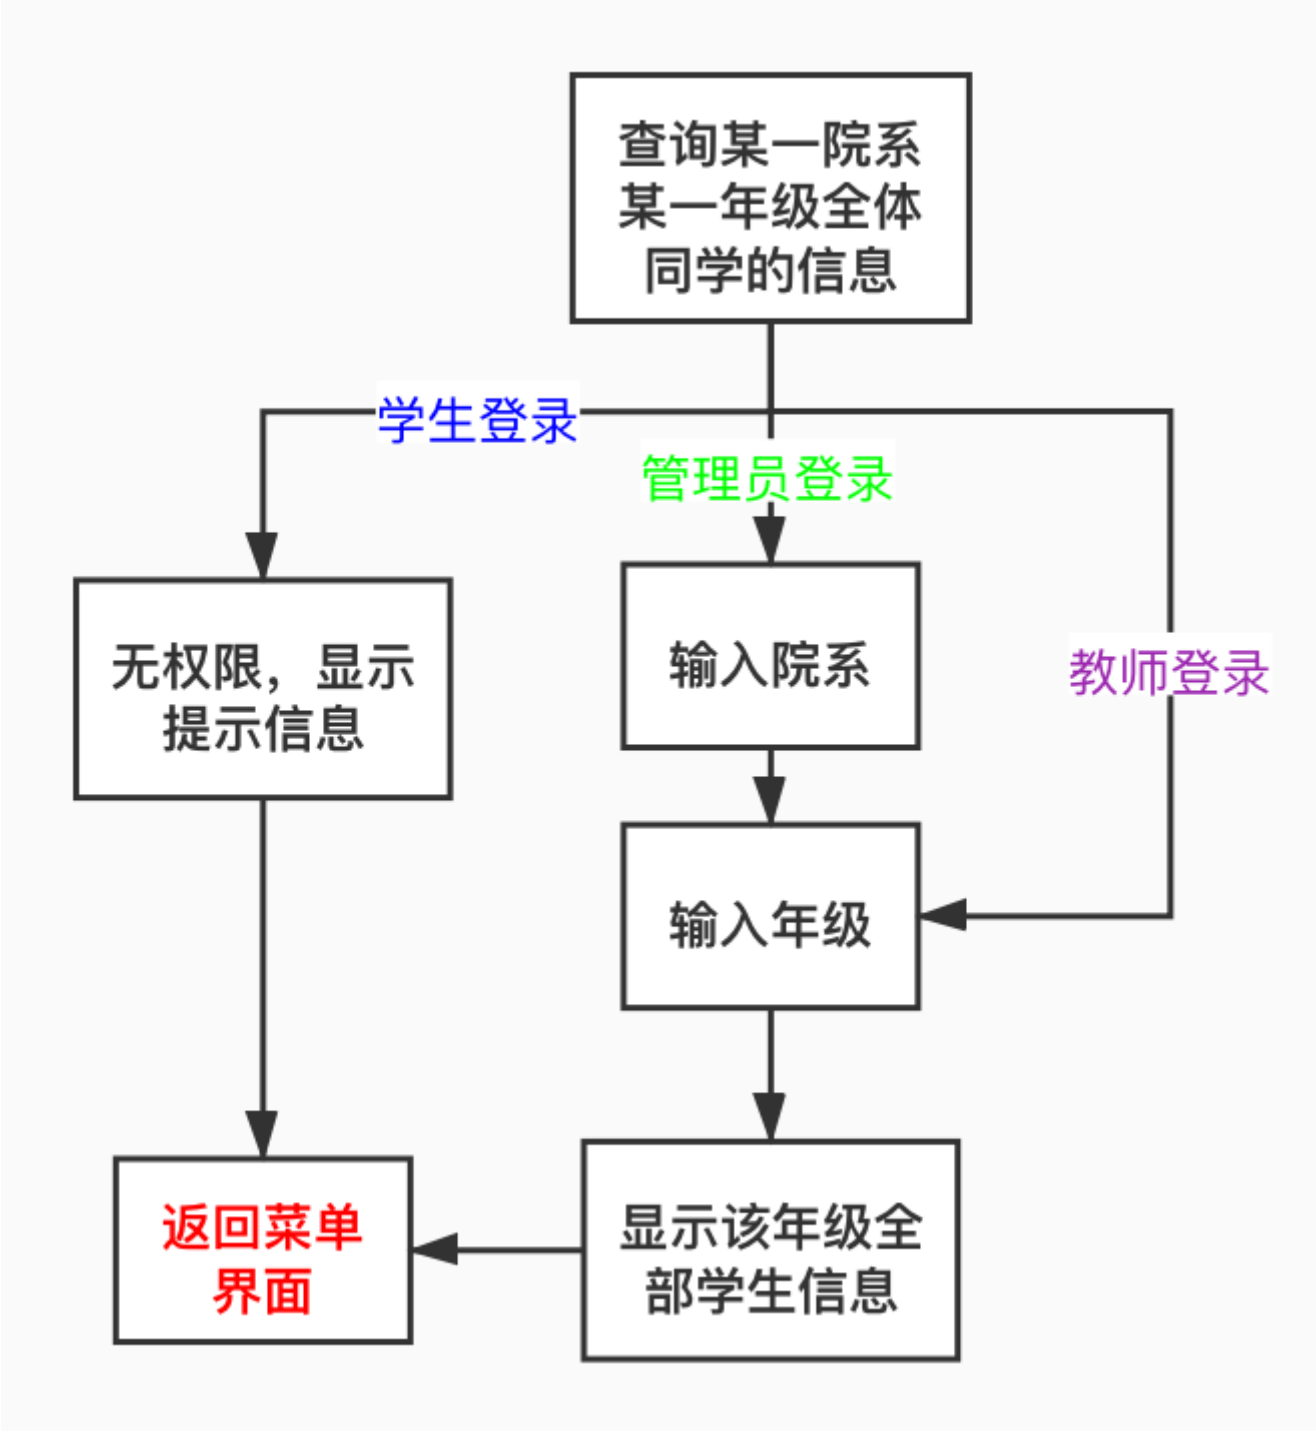 查询某一院系
某一年级全体
同学的信息
学生登录
管理员登录
无权限，显示
提示信息
输入院系
教师登录
输入年级
返回菜单
界面
显示该年级全
部学生信息